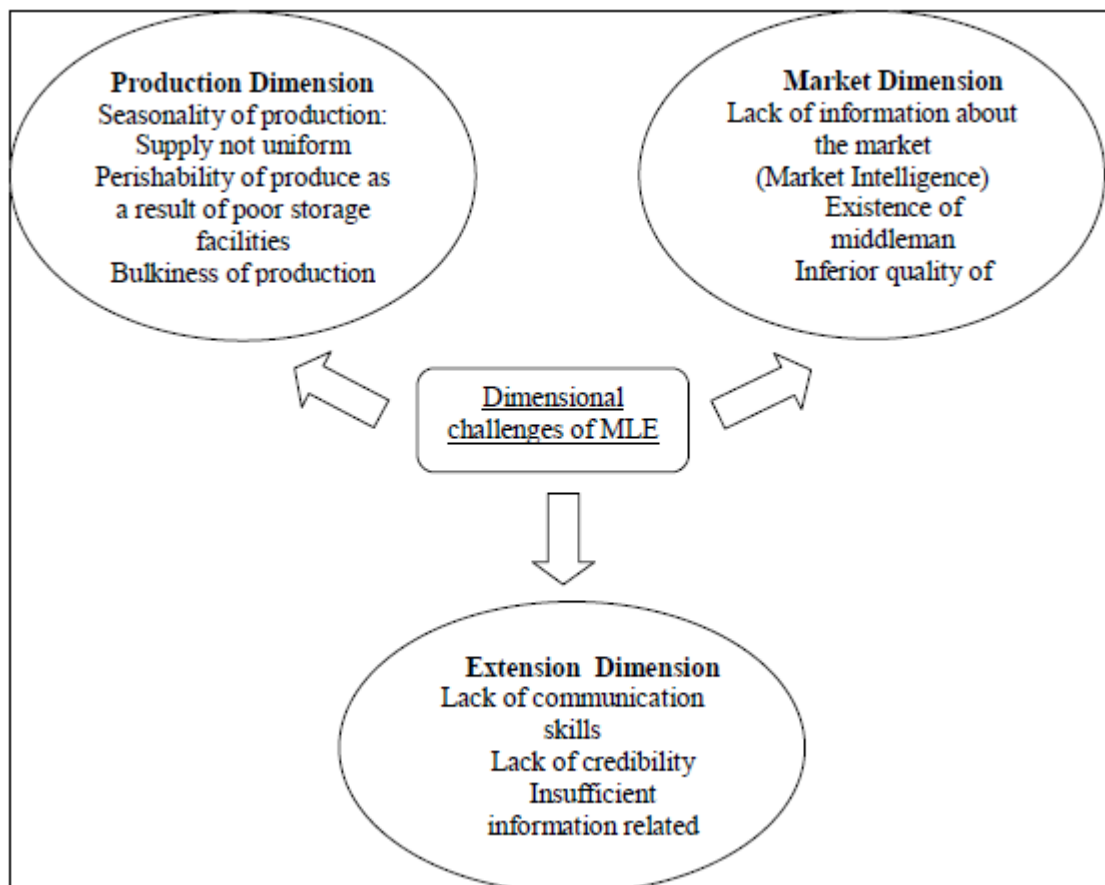 Production Dimension
Seasonality of production:
Supply not uniform
Perishability of produce as
a result of poor storage
facilities
Bulkiness of production
Market Dimension
Lack of information about
the market
(Market Intelligence)
Existence of
middleman
Inferior quality of
Dimensional
challenges of MLE
Extension Dimension
Lack of communication
skills
Lack of credibility
Insufficient
information related